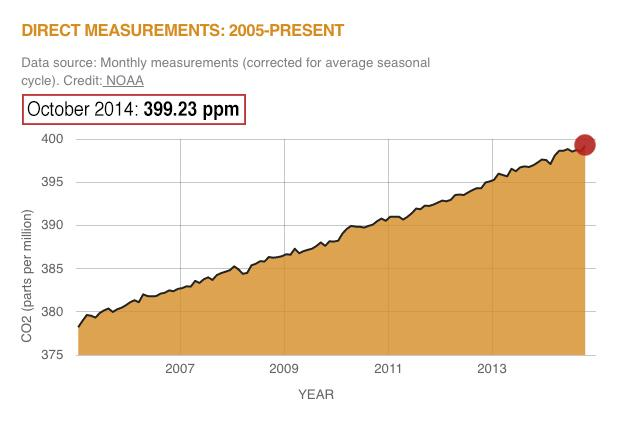 DIRECT MEASUREMENTS: 2005-PRESENT
Data source: Monthly measurements (corrected for average seasonal
cycle). Credit: NOAA
October 2014: 399.23 ppm
400
395
390
385
380
375
CO2 (parts per million)
2007
2009
2011
2013
YEAR